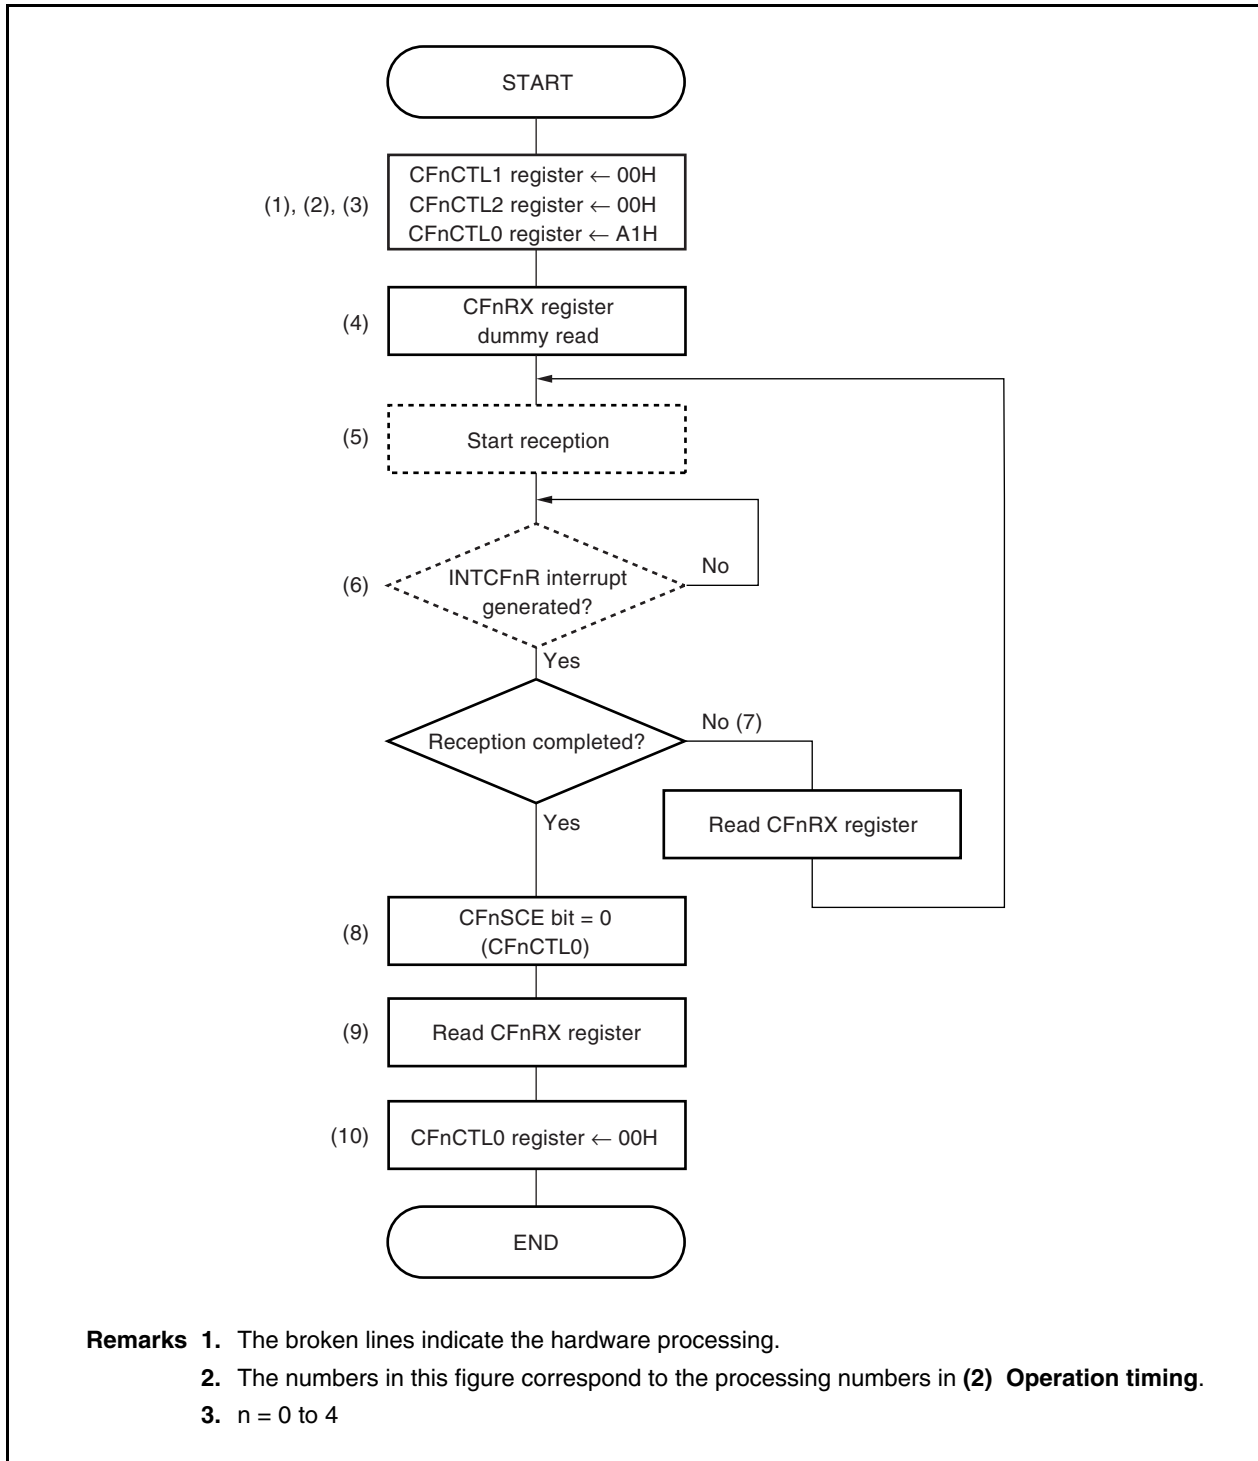 START
(1), (2), (3)
CFnCTL1 register ← 00H
CFnCTL2 register ← 00H
CFnCTL0 register ← A1H
(4)
CFnRX register
dummy read
(5)
Start reception
(6)
INTCFnR interrupt
generated?
No
Yes
Reception completed?
No (7)
Read CFnRX register
Yes
(8)
CFnSCE bit = 0
(CFnCTL0)
(9)
Read CFnRX register
(10)
CFnCTL0 register ← 00H
END
Remarks 1. The broken lines indicate the hardware processing.
2. The numbers in this figure correspond to the processing numbers in (2) Operation timing.
3. n = 0 to 4